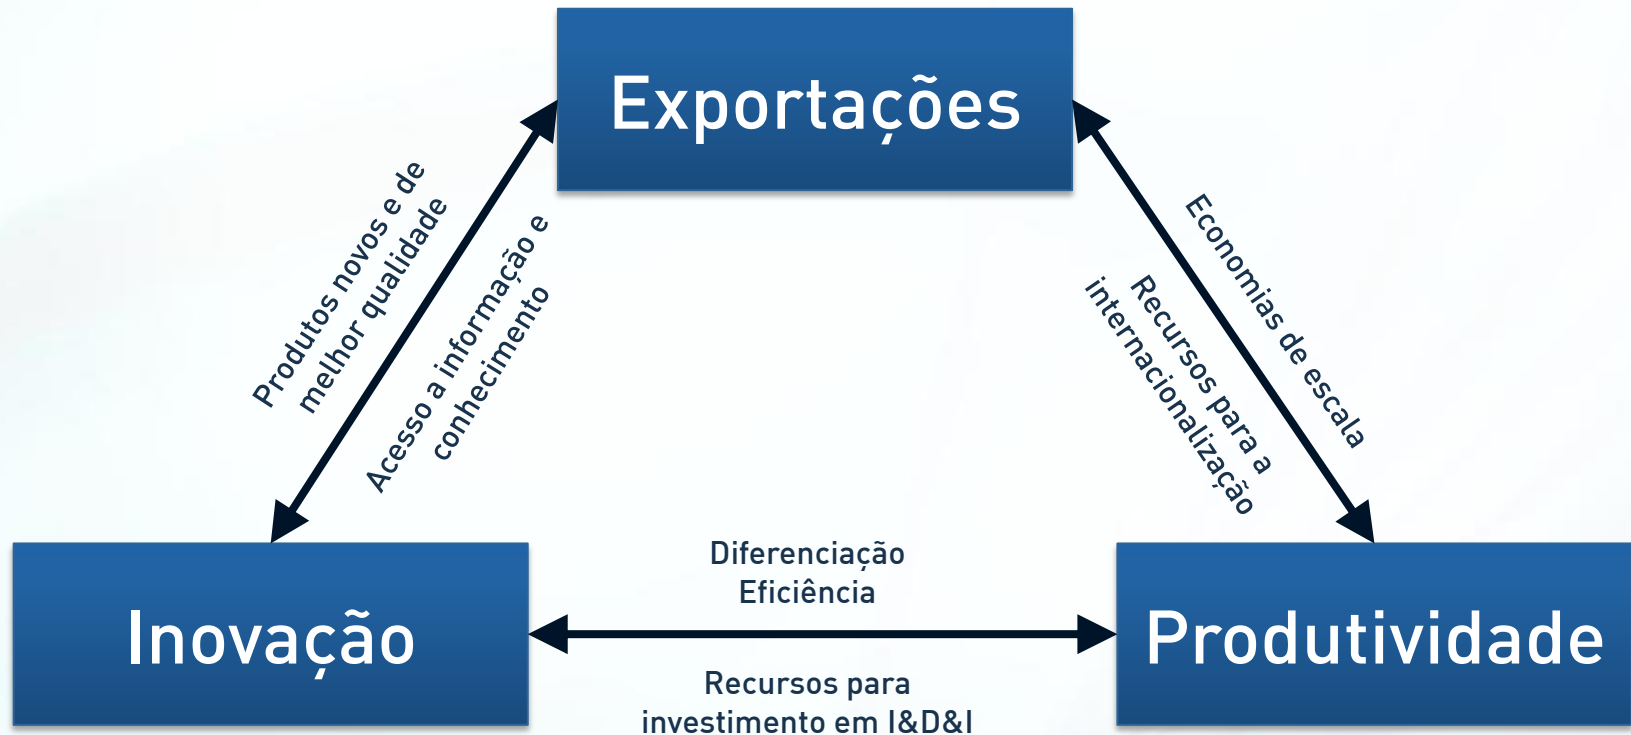 Exportações
Produtos novos e de
melhor qualidade
Acesso a informação e
conhecimento
Economias de escala
Recursos para a
internacionalização
Diferenciação
Eficiência
Inovação
Produtividade
Recursos para
investimento em I&D&I